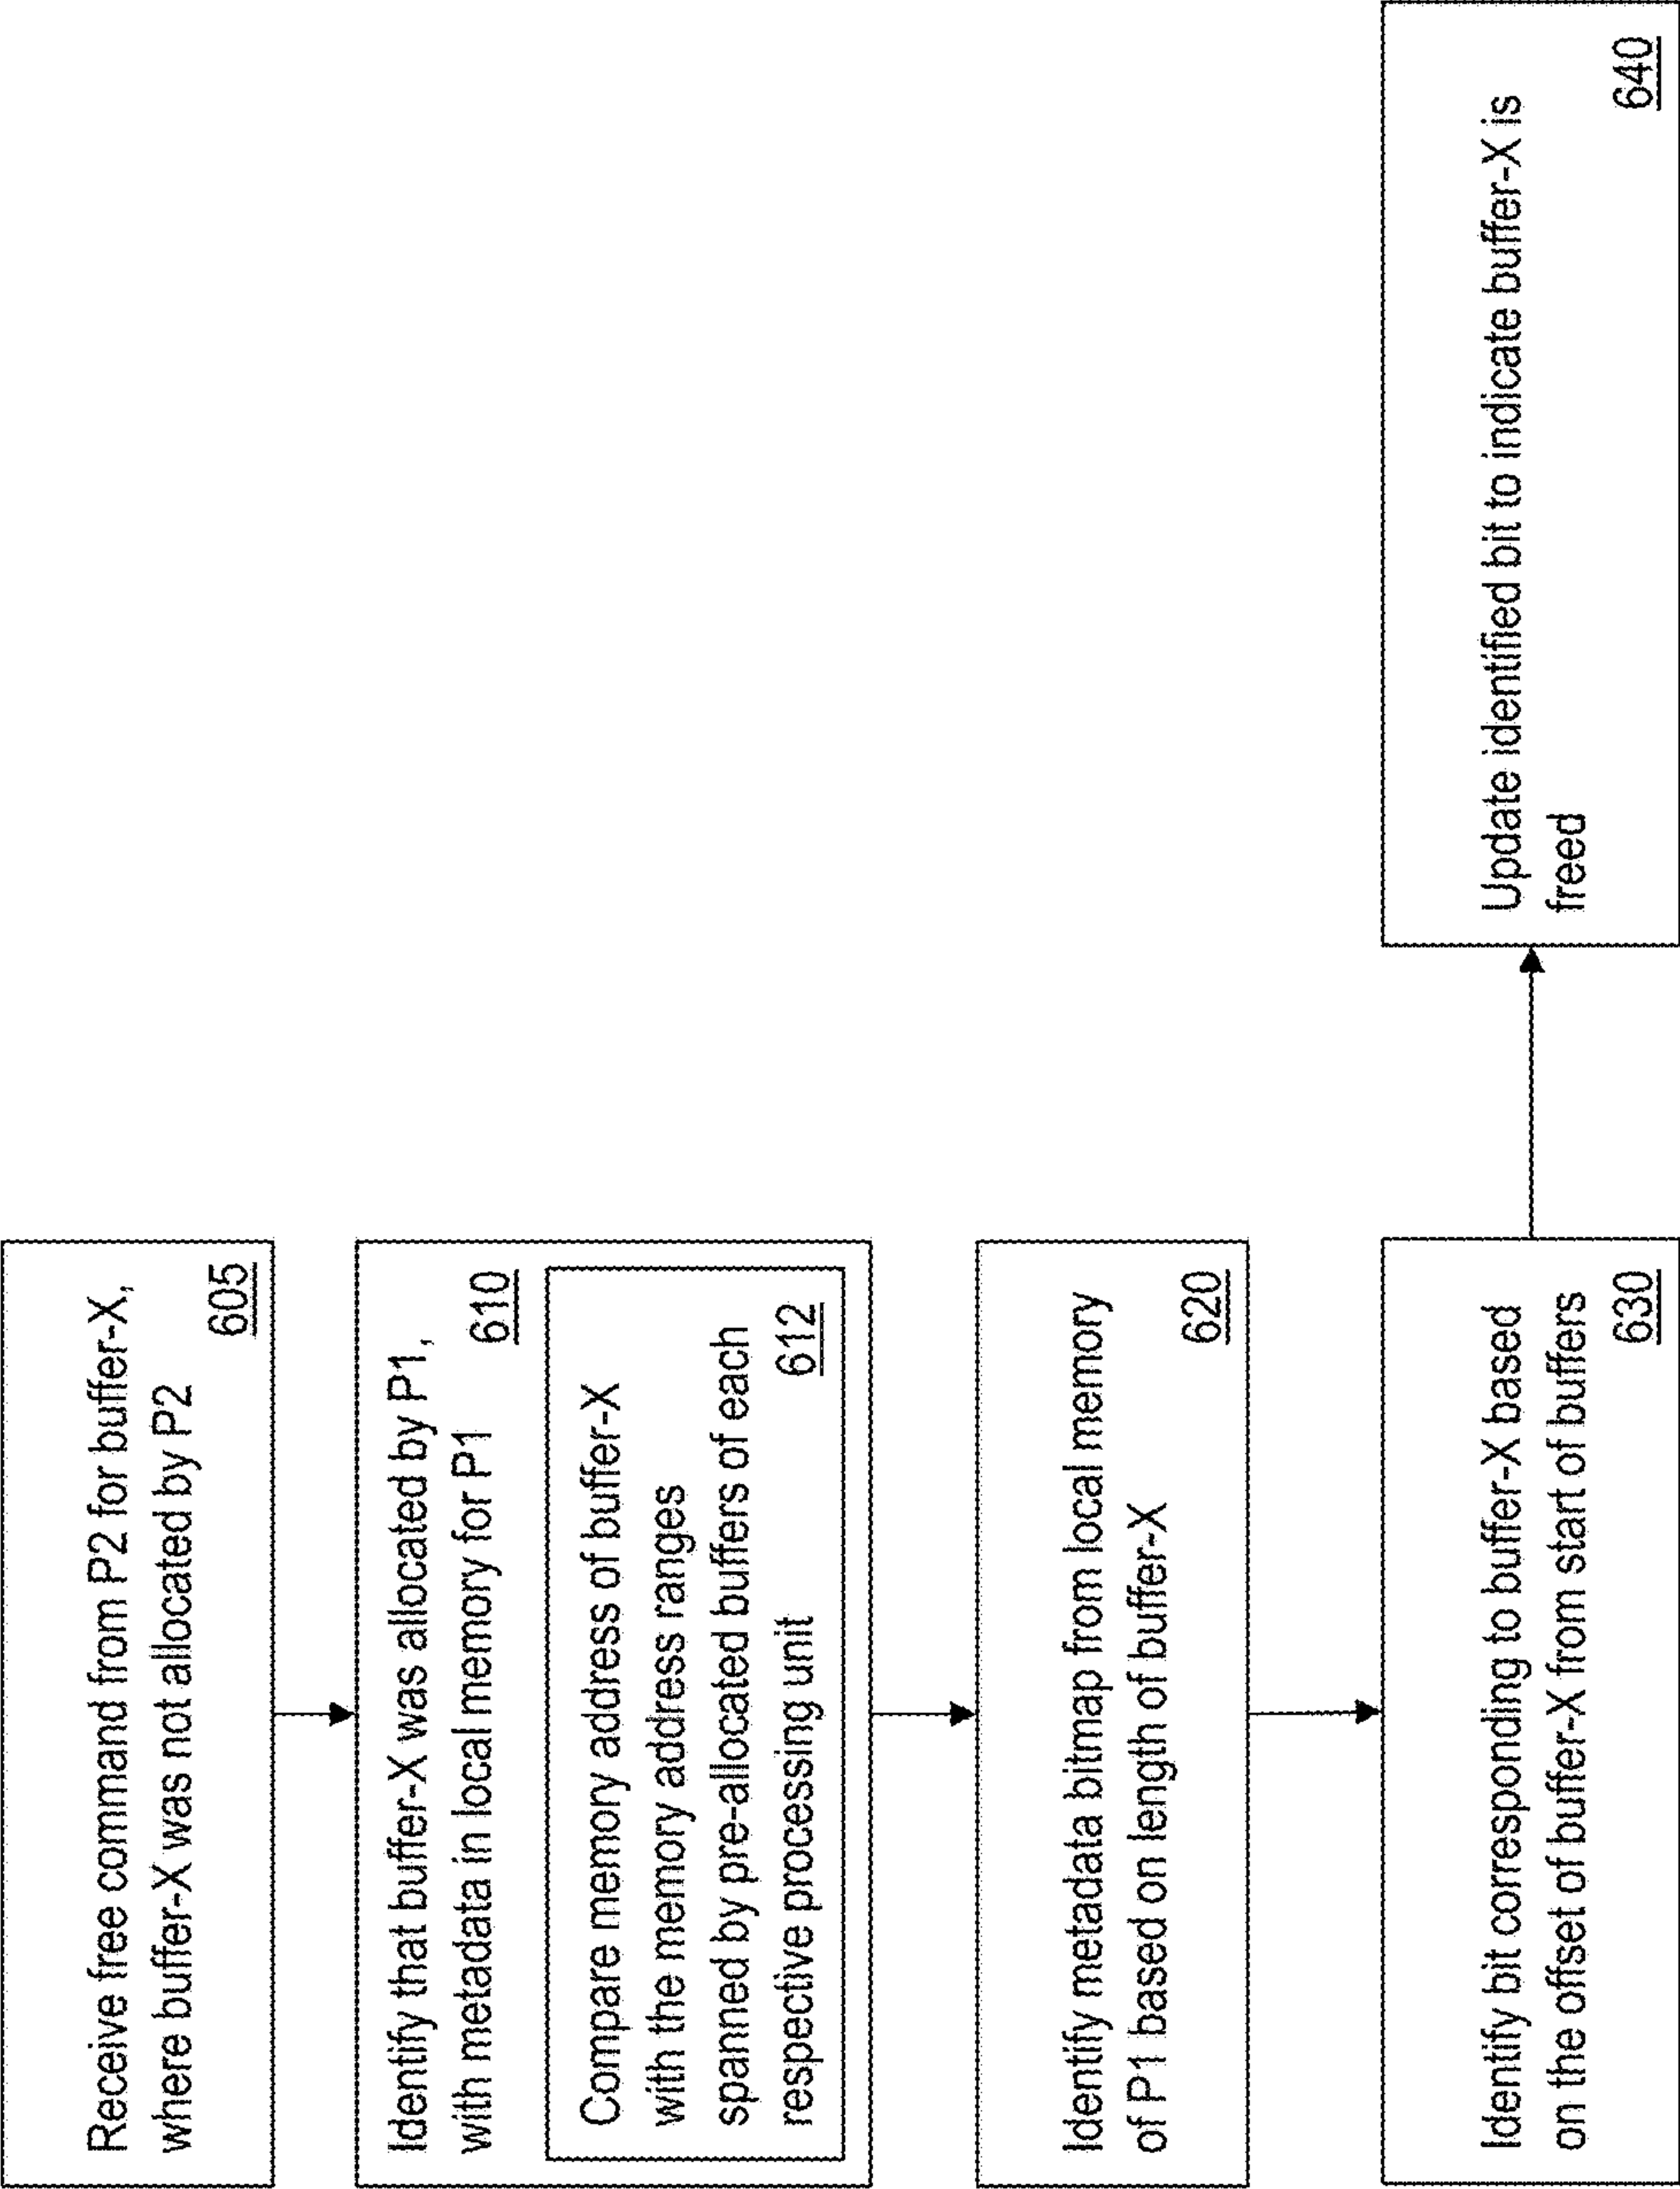 Receive free command from P2 for buffer-X,
where buffer-X was not allocated by P2
605
Identify that buffer-X was allocated by P1,
with metadata in local memory for P1
610
Compare memory address of buffer-X
with the memory address ranges
spanned by pre-allocated buffers of each
respective processing unit
612
Identify metadata bitmap from local memory
of P1 based on length of buffer-X
620
Identify bit corresponding to buffer-X based
on the offset of buffer-X from start of buffers
630
Update identified bit to indicate buffer-X is
freed
640